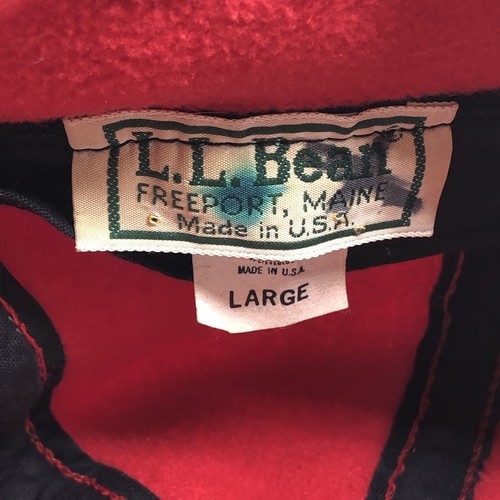 L.L.Bean®
FREEPORT, MAINE
Made in U.S.A.
MADE IN U.S.A
LARGE